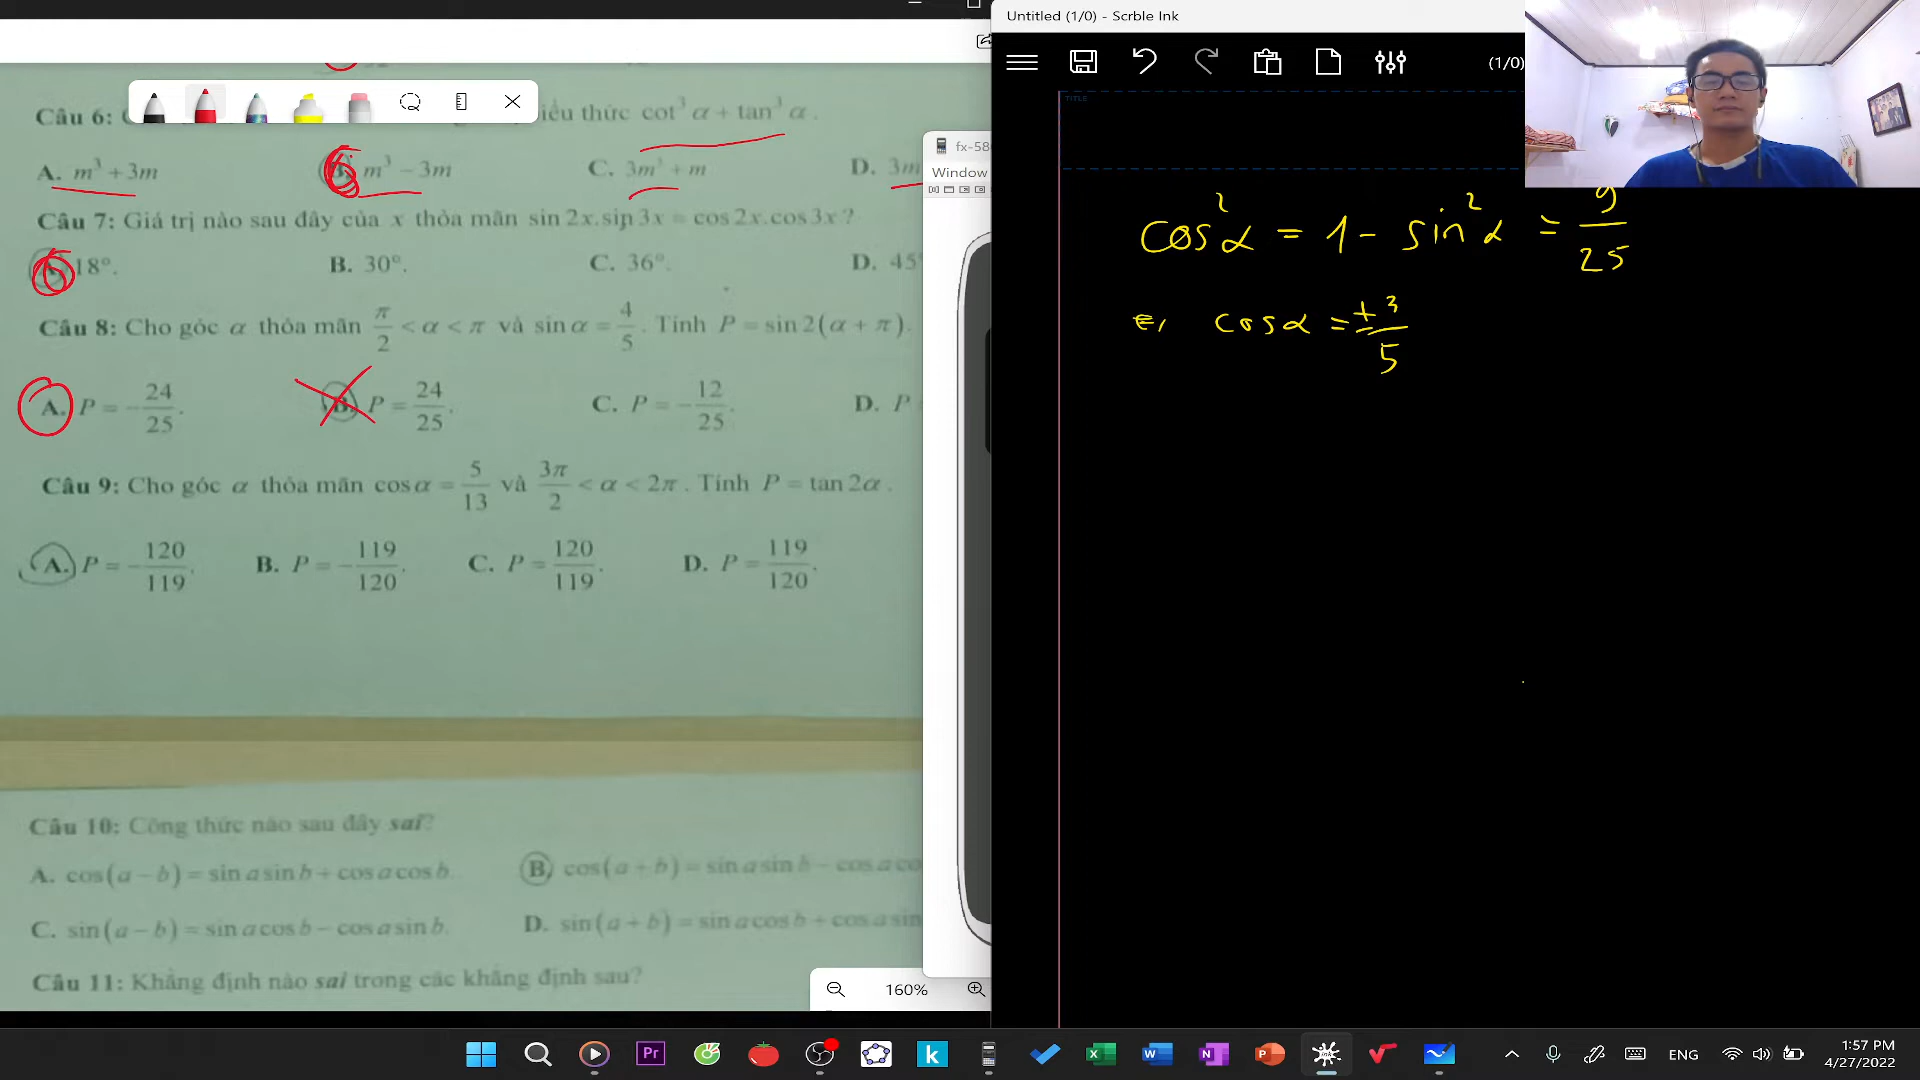 Untitled (1/0) - Scrble Ink
(1/0)
TITLE
Câu 6:
iểu thức cot³ α + tan³ α.
A. m³ + 3m
B. m³ − 3m
C. 3m³ + m
D. 3m
Câu 7: Giá trị nào sau đây của x thỏa mãn sin 2x.sin 3x = cos 2x.cos 3x ?
18°.
B. 30°.
C. 36°.
D. 45°
Câu 8: Cho góc α thỏa mãn π/2 < α < π và sin α = 4/5. Tính P = sin 2(α + π).
A. P = −24/25.
B. P = 24/25.
C. P = −12/25.
D. P
Câu 9: Cho góc α thỏa mãn cos α = 5/13 và 3π/2 < α < 2π. Tính P = tan 2α.
A. P = −120/119.
B. P = −119/120.
C. P = 120/119.
D. P = 119/120.
Câu 10: Công thức nào sau đây sai?
A. cos(a − b) = sin a sin b + cos a cos b.
B. cos(a + b) = sin a sin b − cos a co
C. sin(a − b) = sin a cos b − cos a sin b.
D. sin(a + b) = sin a cos b + cos a sin
Câu 11: Khẳng định nào sai trong các khẳng định sau?
160%
fx-58
Window
cos²α = 1 − sin²α = 9/25
cosα = ±3/5
Pr
k
ENG
1:57 PM
4/27/2022